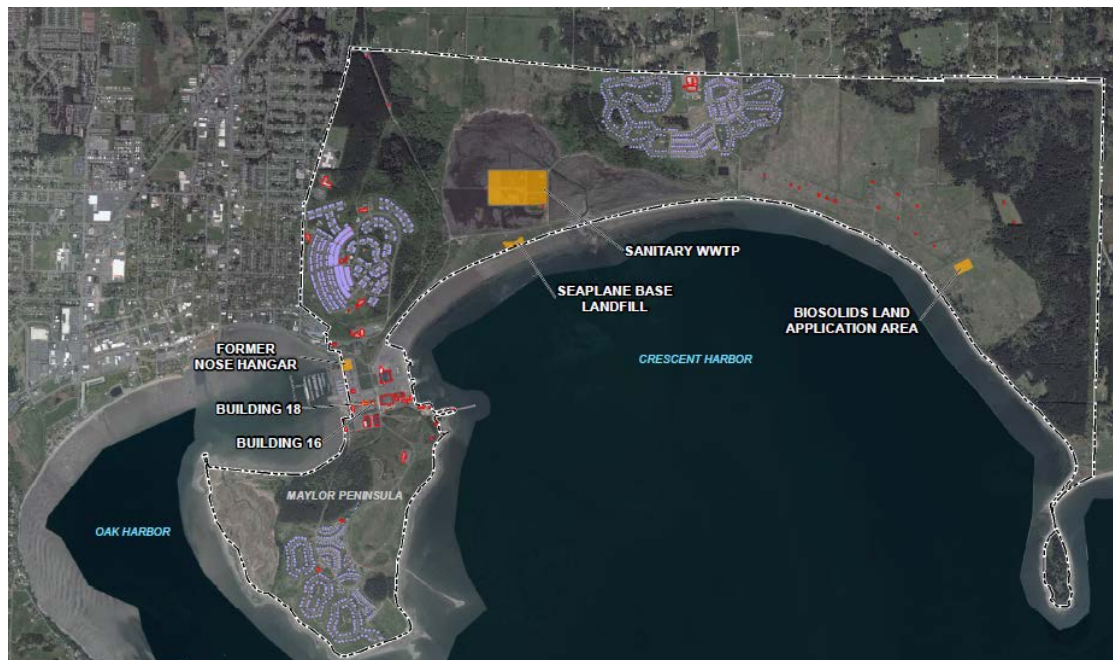 SANITARY WWTP
SEAPLANE BASE
LANDFILL
BIOSOLIDS LAND
APPLICATION AREA
FORMER
NOSE HANGAR
CRESCENT HARBOR
BUILDING 18
BUILDING 16
MAYLOR PENINSULA
OAK HARBOR